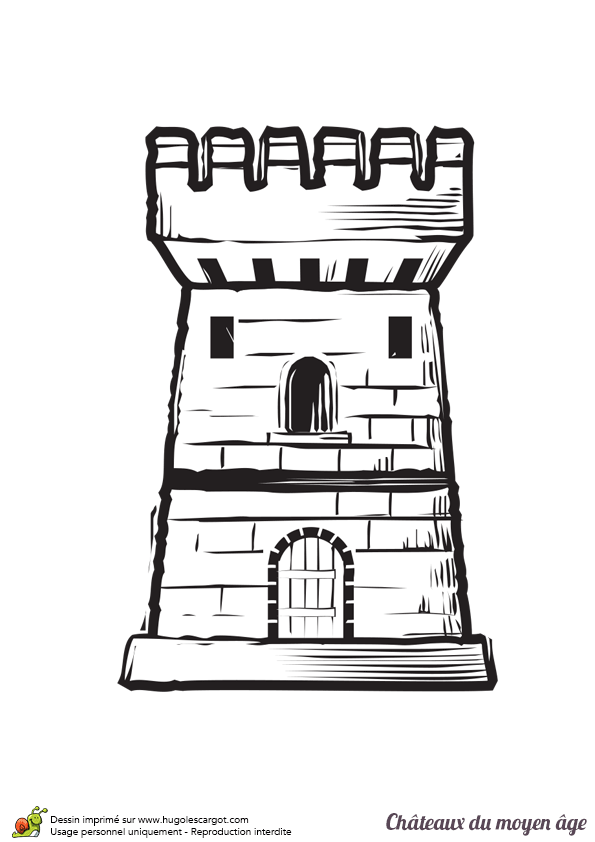 Dessin imprimé sur www.hugolescargot.com
Usage personnel uniquement - Reproduction interdite
Châteaux du moyen âge